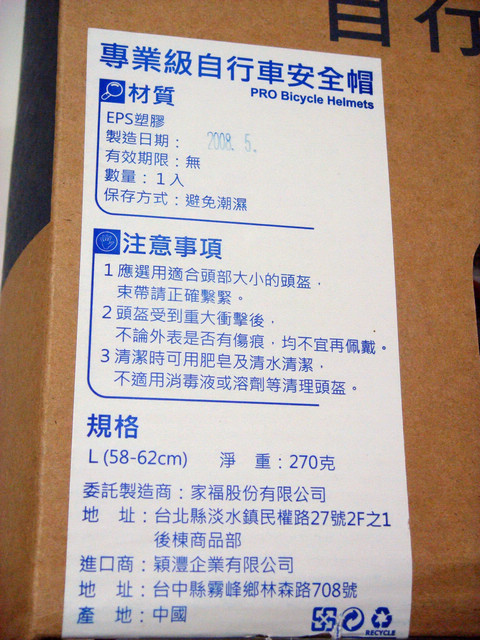 自行
專業級自行車安全帽
PRO Bicycle Helmets
材質
EPS塑膠
製造日期： 2008. 5.
有效期限：無
數量：1入
保存方式：避免潮濕
注意事項
1應選用適合頭部大小的頭盔，
束帶請正確繫緊。
2頭盔受到重大衝擊後，
不論外表是否有傷痕，均不宜再佩戴。
3清潔時可用肥皂及清水清潔，
不適用消毒液或溶劑等清理頭盔。
規格
L (58-62cm) 淨 重：270克
委託製造商：家福股份有限公司
地 址：台北縣淡水鎮民權路27號2F之1
後棟商品部
進口商：穎灃企業有限公司
地 址：台中縣霧峰鄉林森路708號
產 地：中國
RECYCLE